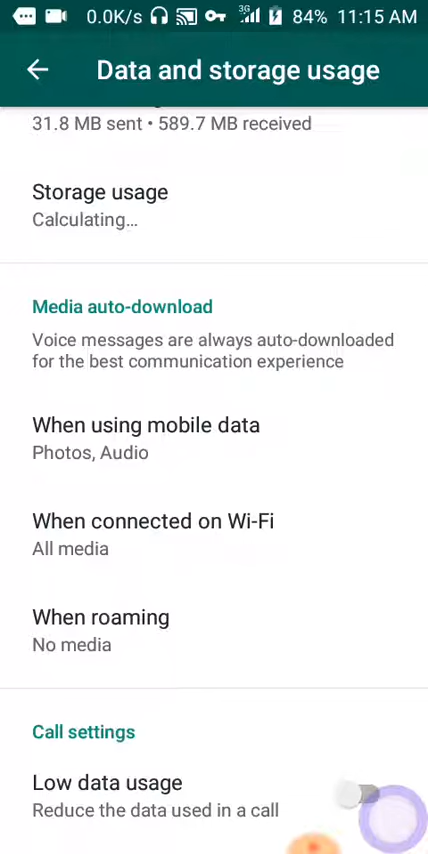 0.0K/s 3G 84% 11:15 AM
Data and storage usage
31.8 MB sent • 589.7 MB received
Storage usage
Calculating…
Media auto-download
Voice messages are always auto-downloaded
for the best communication experience
When using mobile data
Photos, Audio
When connected on Wi-Fi
All media
When roaming
No media
Call settings
Low data usage
Reduce the data used in a call